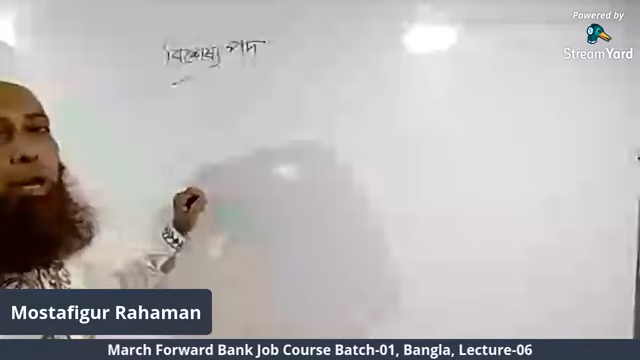 Powered by
StreamYard
বিশেষ্য পদ
Mostafigur Rahaman
March Forward Bank Job Course Batch-01, Bangla, Lecture-06